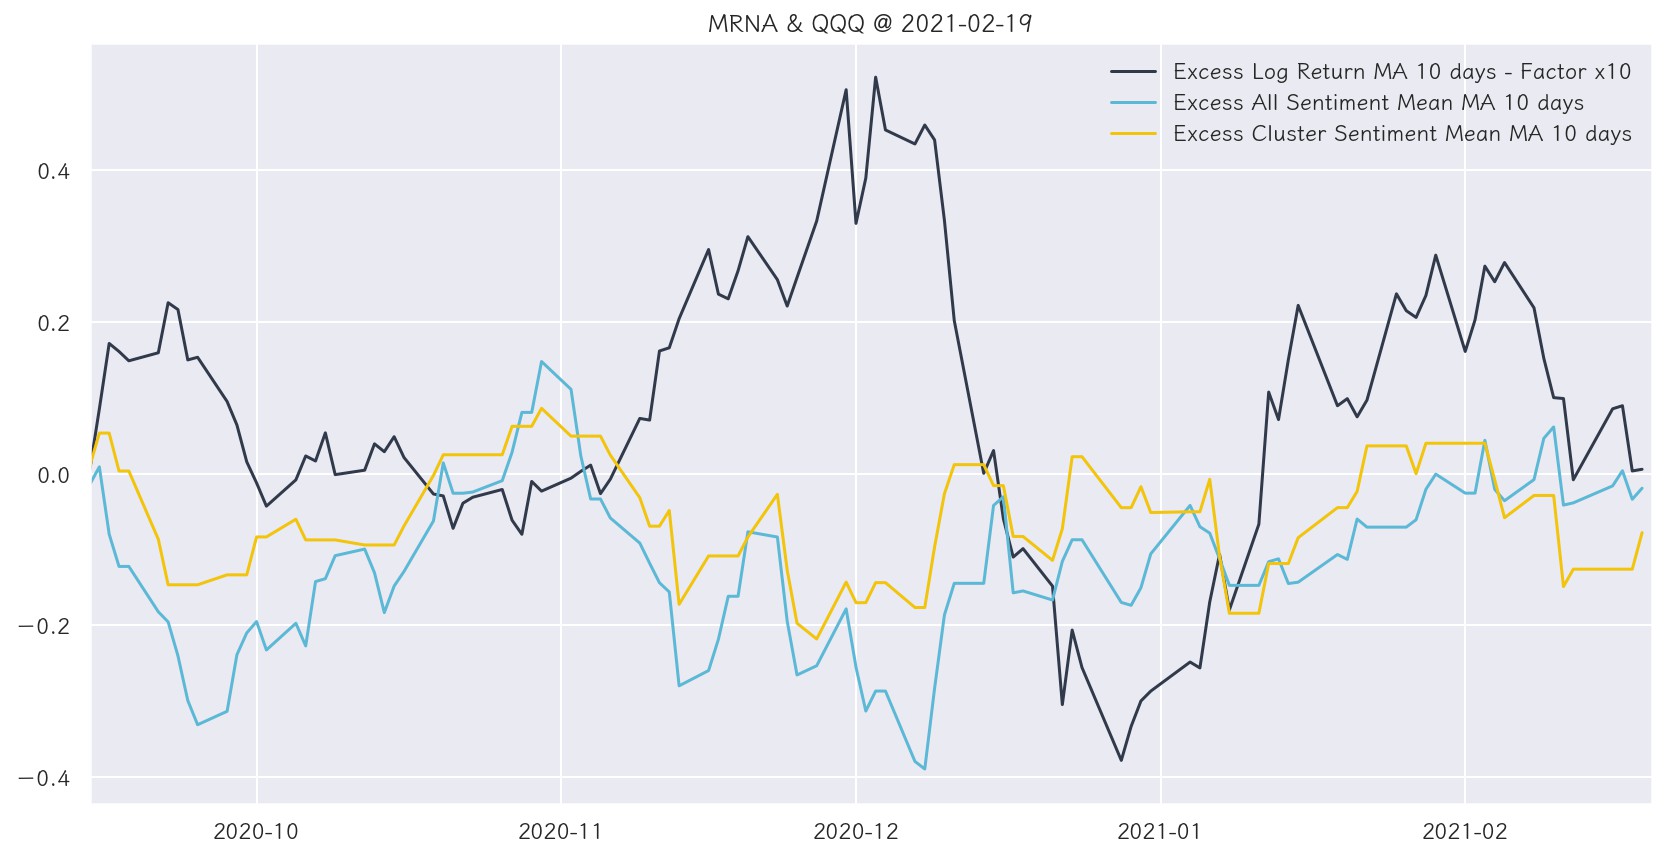 MRNA & QQQ @ 2021-02-19
Excess Log Return MA 10 days - Factor x10
Excess All Sentiment Mean MA 10 days
Excess Cluster Sentiment Mean MA 10 days
0.4
0.2
0.0
−0.2
−0.4
2020-10 2020-11 2020-12 2021-01 2021-02